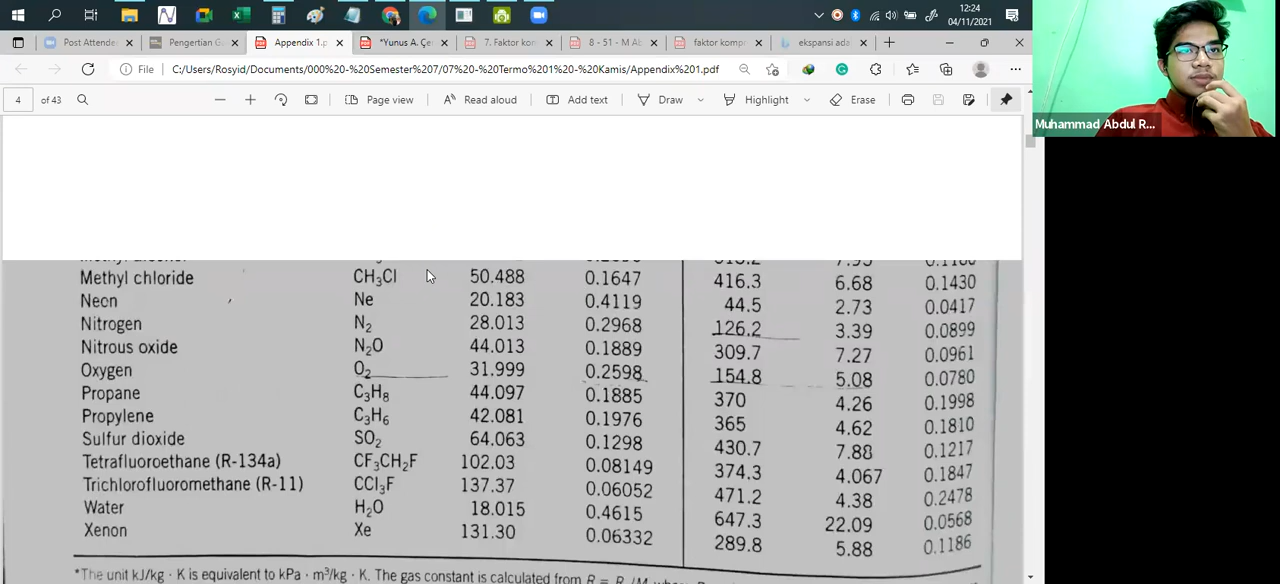 12:24
04/11/2021
Post Attende
Pengertian G
Appendix 1.p
*Yunus A. Çe
7. Faktor ko
8 - 51 - M Ab
faktor komp
ekspansi ada
File C:/Users/Rosyid/Documents/000%20-%20Semester%207/07%20-%20Termo%201%20-%20Kamis/Appendix%201.pdf
4 of 43 Page view Read aloud Add text Draw Highlight Erase
Muhammad Abdul R...
Methyl chloride CH₃Cl 50.488 0.1647 416.3 6.68 0.1430
Neon Ne 20.183 0.4119 44.5 2.73 0.0417
Nitrogen N₂ 28.013 0.2968 126.2 3.39 0.0899
Nitrous oxide N₂O 44.013 0.1889 309.7 7.27 0.0961
Oxygen O₂ 31.999 0.2598 154.8 5.08 0.0780
Propane C₃H₈ 44.097 0.1885 370 4.26 0.1998
Propylene C₃H₆ 42.081 0.1976 365 4.62 0.1810
Sulfur dioxide SO₂ 64.063 0.1298 430.7 7.88 0.1217
Tetrafluoroethane (R-134a) CF₃CH₂F 102.03 0.08149 374.3 4.067 0.1847
Trichlorofluoromethane (R-11) CCl₃F 137.37 0.06052 471.2 4.38 0.2478
Water H₂O 18.015 0.4615 647.3 22.09 0.0568
Xenon Xe 131.30 0.06332 289.8 5.88 0.1186
*The unit kJ/kg · K is equivalent to kPa · m³/kg · K. The gas constant is calculated from R = R